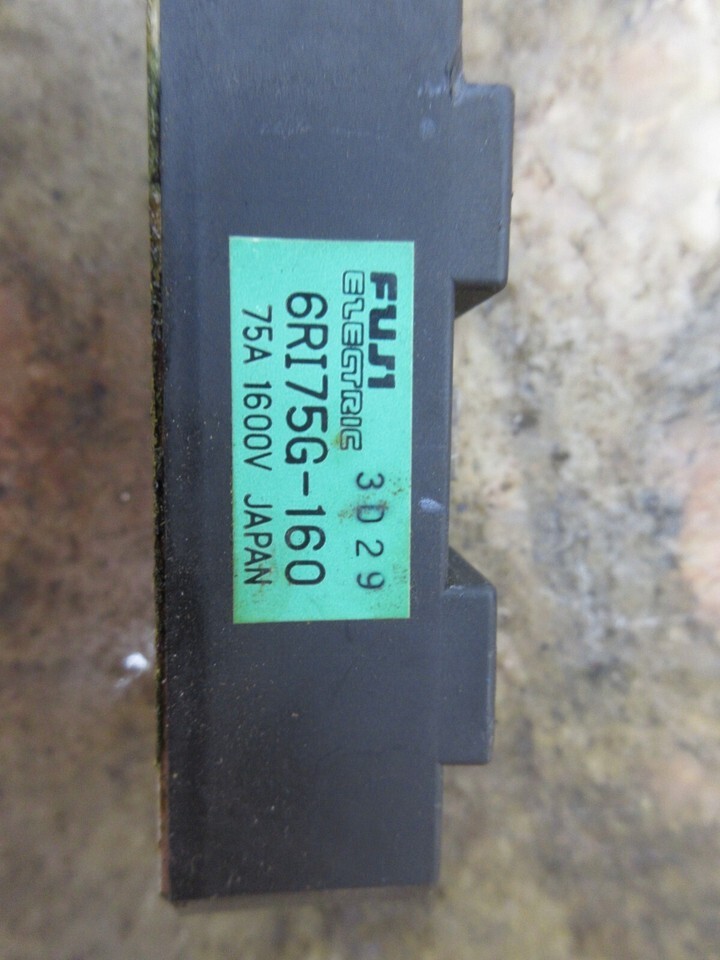 FUJI
ELECTRIC
3D29
6RI75G-160
75A 1600V JAPAN